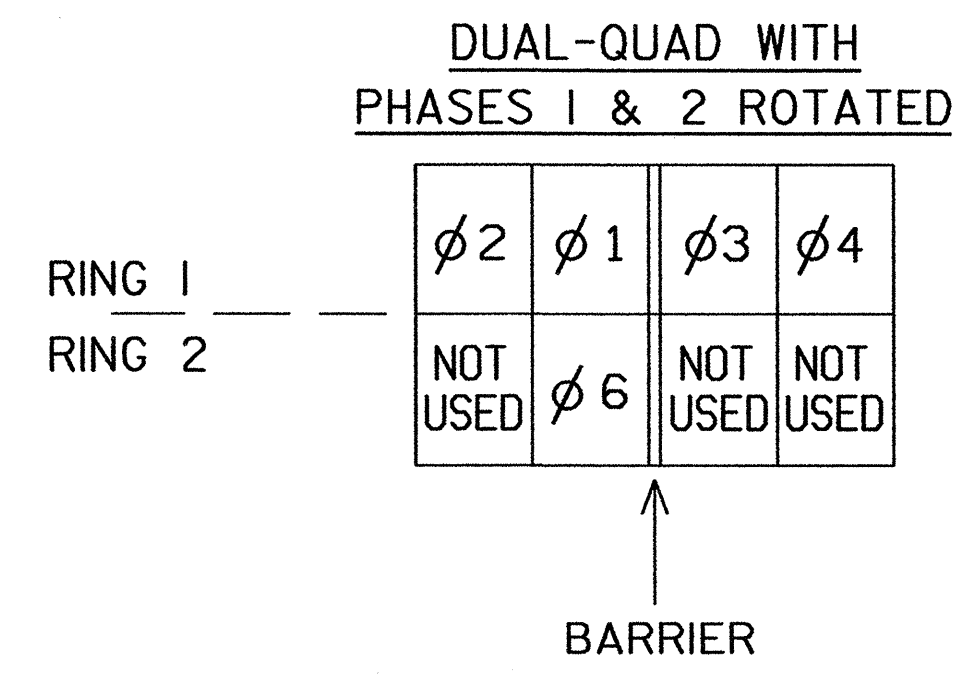 DUAL-QUAD WITH
PHASES 1 & 2 ROTATED
RING 1
RING 2
ø2 ø1 ø3 ø4
NOT USED ø6 NOT USED NOT USED
BARRIER